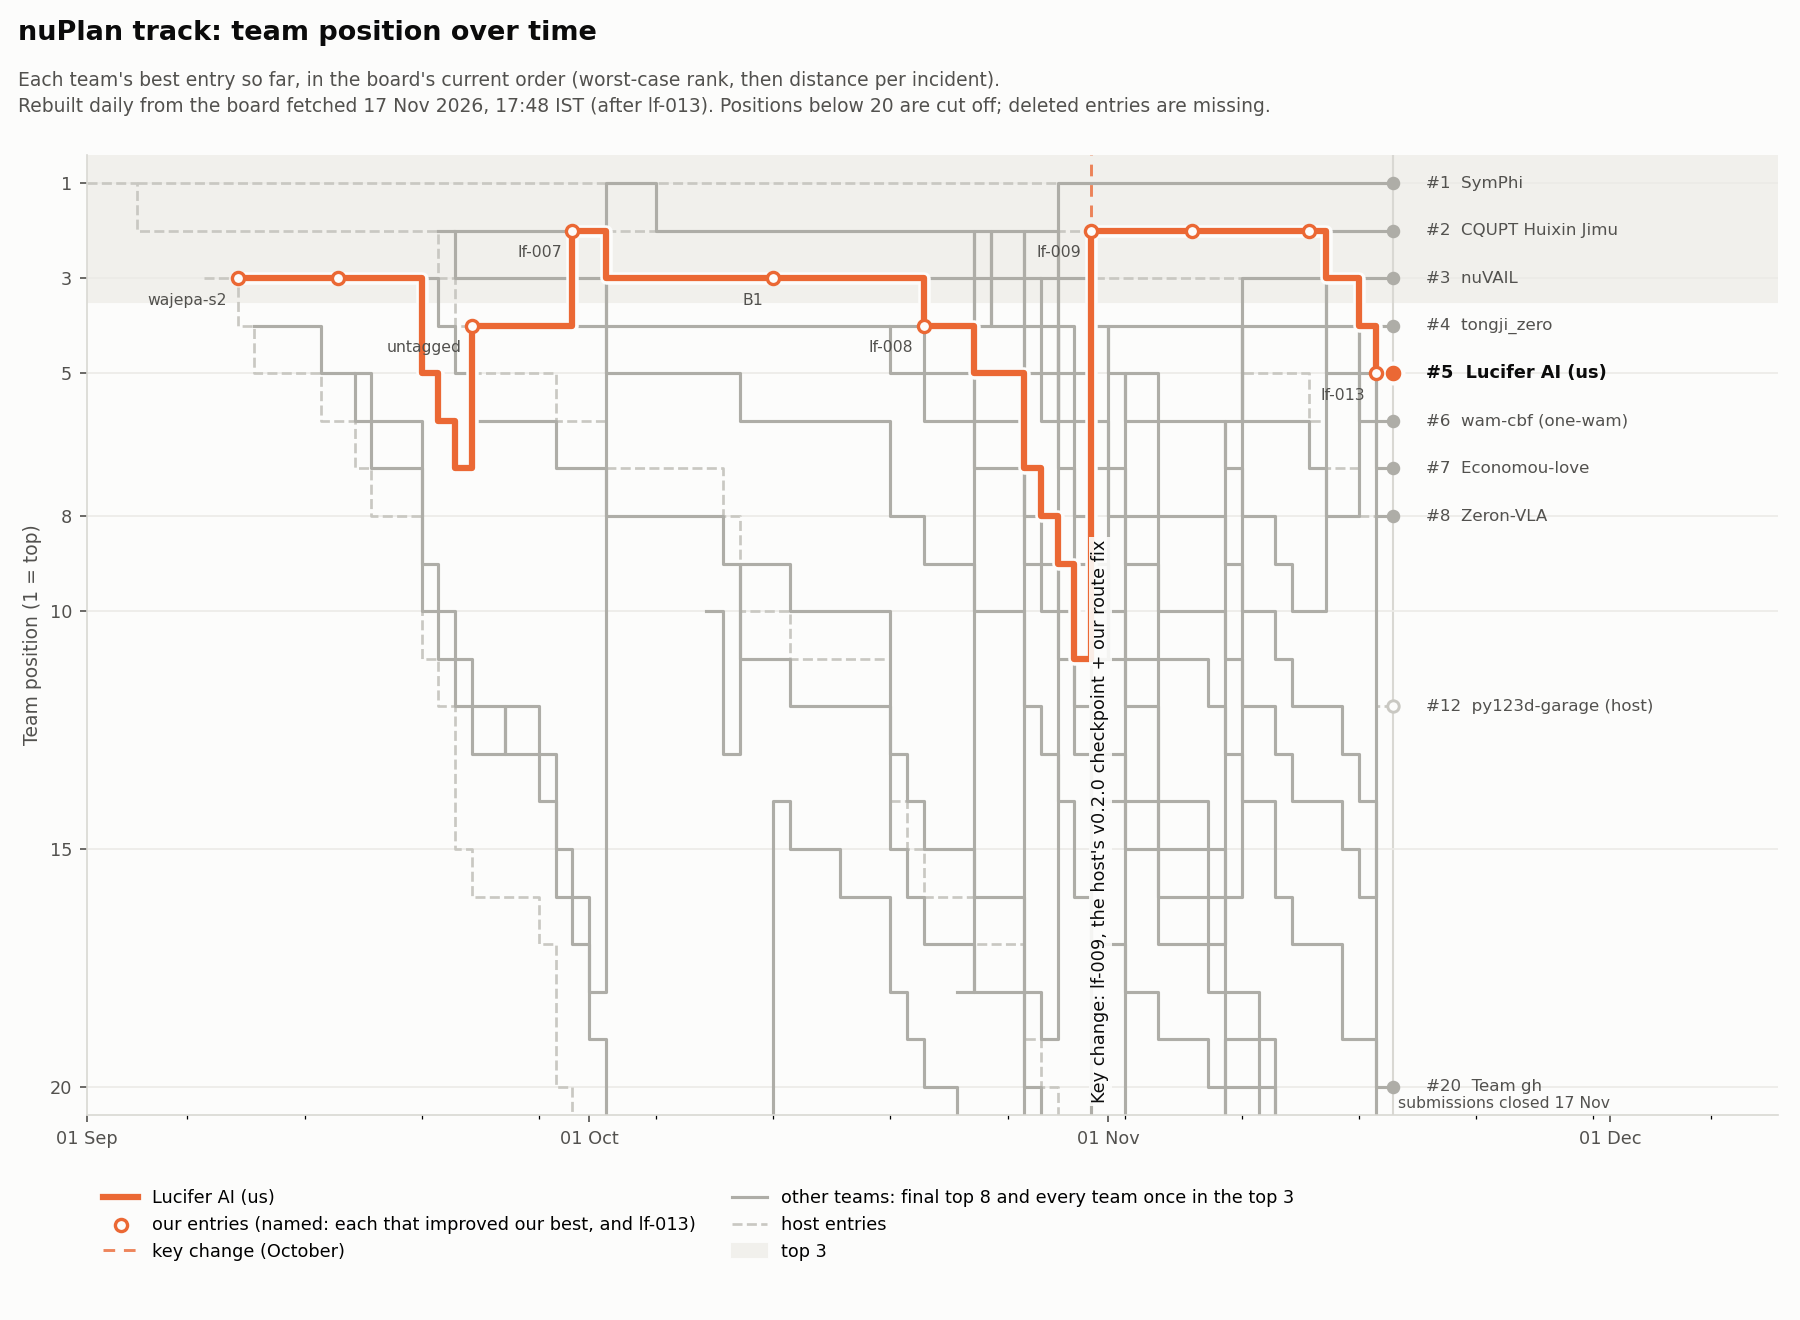 nuPlan track: team position over time
Each team's best entry so far, in the board's current order (worst-case rank, then distance per incident).
Rebuilt daily from the board fetched 17 Nov 2026, 17:48 IST (after lf-013). Positions below 20 are cut off; deleted entries are missing.
Team position (1 = top)
1
3
5
8
10
15
20
wajepa-s2
untagged
lf-007
B1
lf-008
lf-009
lf-013
Key change: lf-009, the host's v0.2.0 checkpoint + our route fix
#1 SymPhi
#2 CQUPT Huixin Jimu
#3 nuVAIL
#4 tongji_zero
#5 Lucifer AI (us)
#6 wam-cbf (one-wam)
#7 Economou-love
#8 Zeron-VLA
#12 py123d-garage (host)
#20 Team gh
submissions closed 17 Nov
01 Sep
01 Oct
01 Nov
01 Dec
Lucifer AI (us)
our entries (named: each that improved our best, and lf-013)
key change (October)
other teams: final top 8 and every team once in the top 3
host entries
top 3